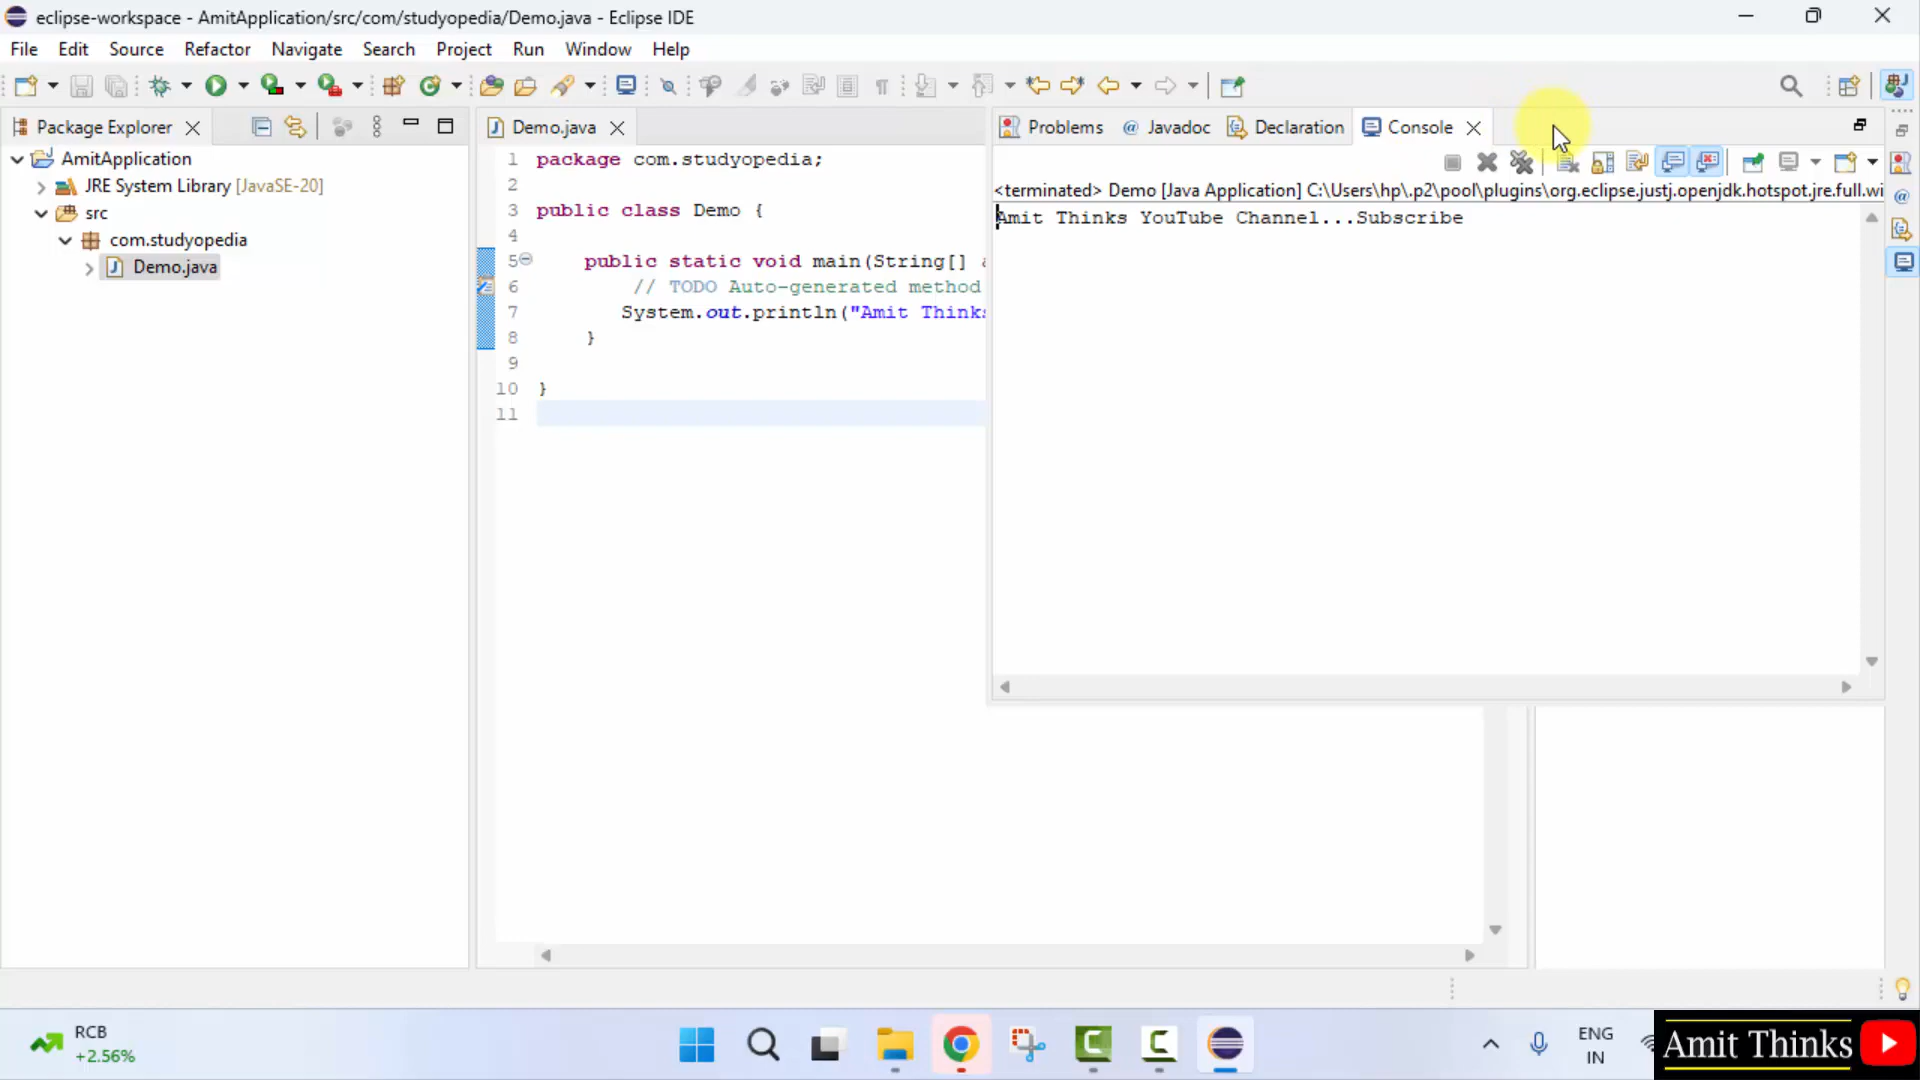 eclipse-workspace - AmitApplication/src/com/studyopedia/Demo.java - Eclipse IDE
File Edit Source Refactor Navigate Search Project Run Window Help
Package Explorer
Demo.java
Problems @ Javadoc Declaration Console
AmitApplication
JRE System Library [JavaSE-20]
src
com.studyopedia
Demo.java
1 package com.studyopedia;
2
3 public class Demo {
4
5 public static void main(String[]
6 // TODO Auto-generated method
7 System.out.println("Amit Thinks
8 }
9
10 }
11
<terminated> Demo [Java Application] C:\Users\hp\.p2\pool\plugins\org.eclipse.justj.openjdk.hotspot.jre.full.wi
Amit Thinks YouTube Channel...Subscribe
RCB
+2.56%
ENG
IN
Amit Thinks